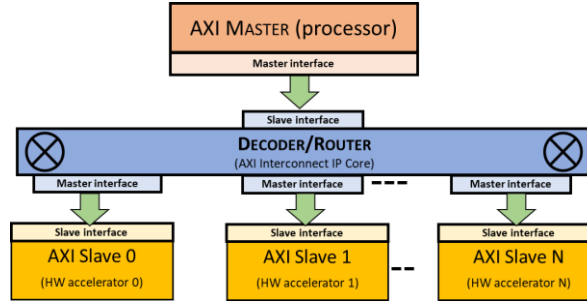 AXI MASTER (processor)
Master interface
Slave interface
DECODER/ROUTER
(AXI Interconnect IP Core)
Master interface
Master interface
Master interface
Slave interface
Slave interface
Slave interface
AXI Slave 0
AXI Slave 1
AXI Slave N
(HW accelerator 0)
(HW accelerator 1)
(HW accelerator N)